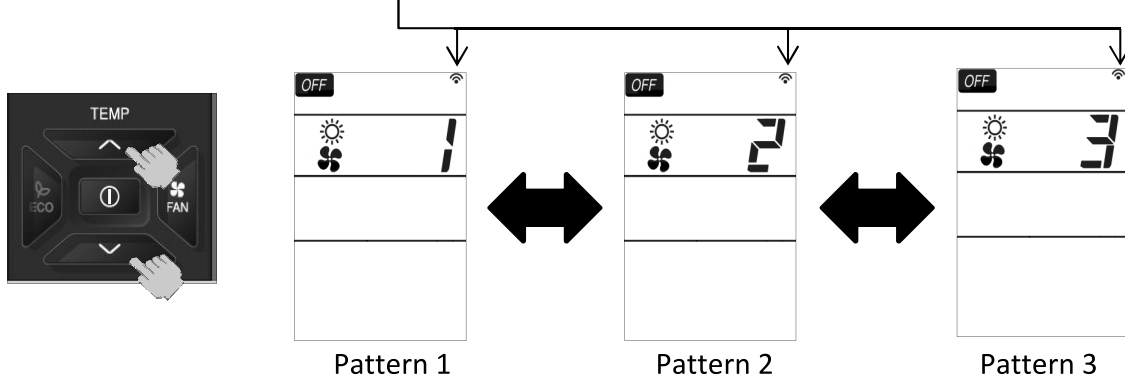 TEMP
ECO
FAN
OFF
1
OFF
2
OFF
3
Pattern 1
Pattern 2
Pattern 3